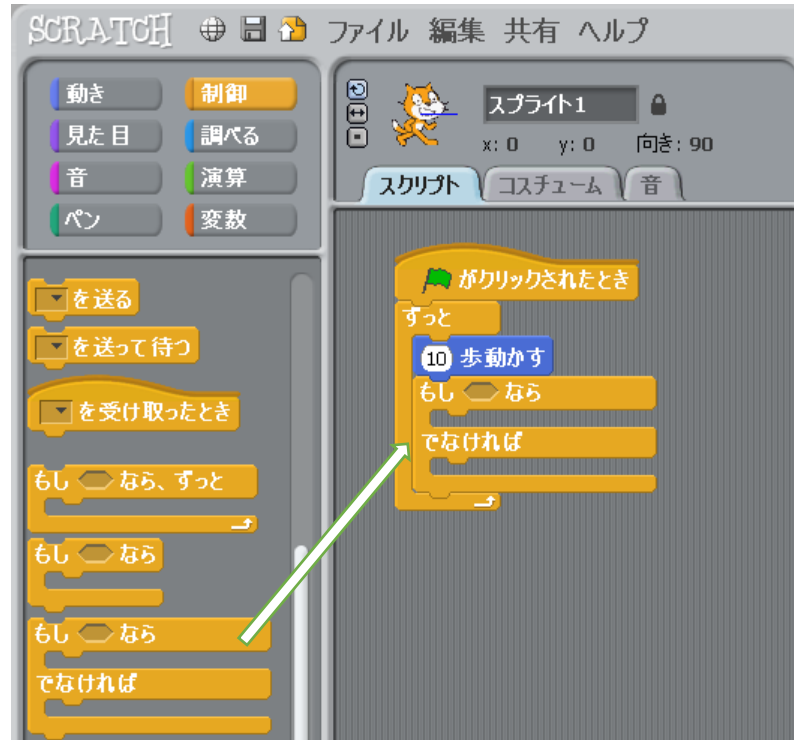 SCRATCH ファイル 編集 共有 ヘルプ
動き 制御
見た目 調べる
音 演算
ペン 変数
スプライト1
x: 0 y: 0 向き: 90
スクリプト コスチューム 音
を送る
を送って待つ
を受け取ったとき
もし なら、ずっと
もし なら
もし なら
でなければ
がクリックされたとき
ずっと
10 歩動かす
もし なら
でなければ